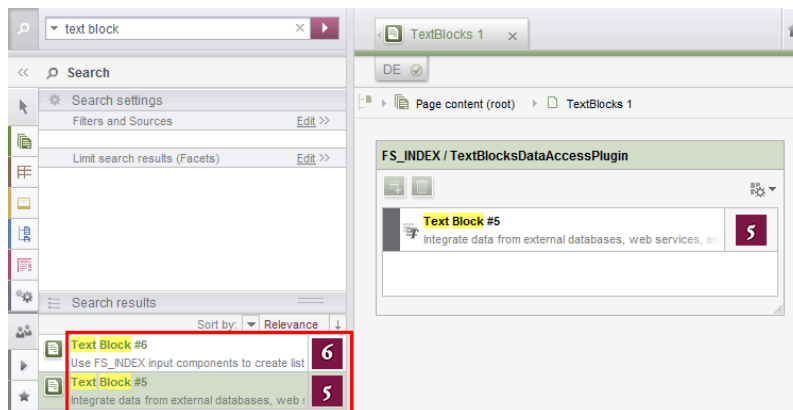 text block
Search
Search settings
Filters and Sources Edit >>
Limit search results (Facets) Edit >>
Search results
Sort by: Relevance
Text Block #6
Use FS_INDEX input components to create list
6
Text Block #5
Integrate data from external databases, web s
5
TextBlocks 1
DE
Page content (root) TextBlocks 1
FS_INDEX / TextBlocksDataAccessPlugin
Text Block #5
Integrate data from external databases, web services, an
5